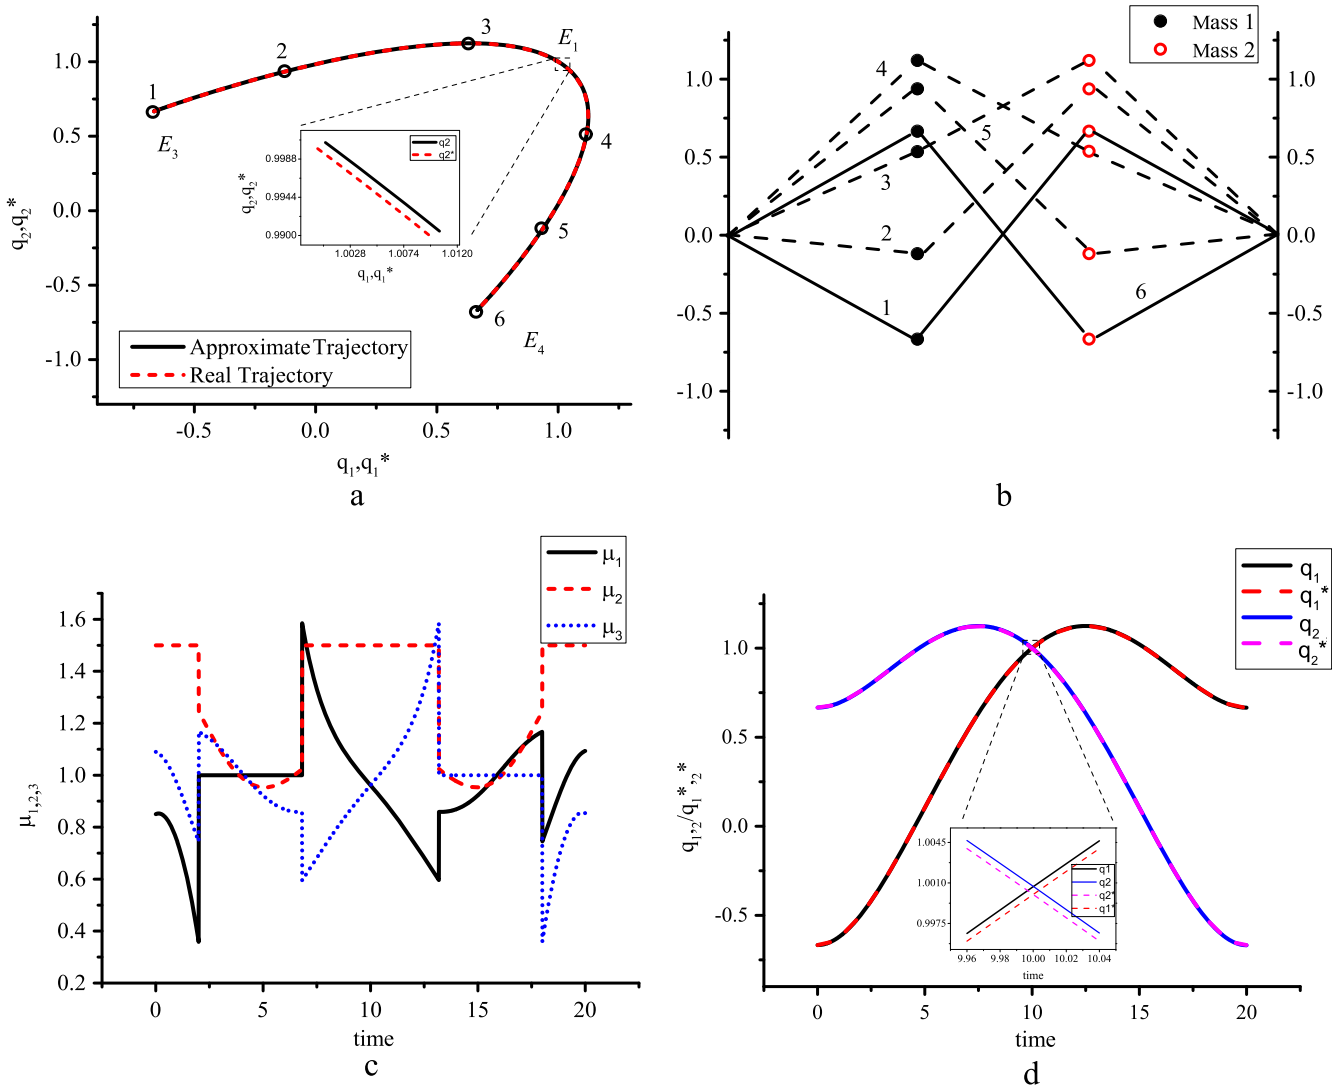 1.0
0.5
0.0
-0.5
-1.0
q2,q2*
-0.5
0.0
0.5
1.0
q1,q1*
1
2
3
4
5
6
E1
E3
E4
0.9988
0.9944
0.9900
q2,q2*
1.0028
1.0074
1.0120
q1,q1*
q2
q2*
Approximate Trajectory
Real Trajectory
a
Mass 1
Mass 2
1.0
0.5
0.0
-0.5
-1.0
4
5
3
2
1
6
1.0
0.5
0.0
-0.5
-1.0
b
μ1
μ2
μ3
1.6
1.4
1.2
1.0
0.8
0.6
0.4
0.2
μ1,2,3
0
5
10
15
20
time
c
q1
q1*
q2
q2*
1.0
0.5
0.0
-0.5
q1,2/q1*,2*
1.0045
1.0010
0.9975
q1
q2
q2*
q1*
9.96
9.98
10.00
10.02
10.04
time
0
5
10
15
20
time
d